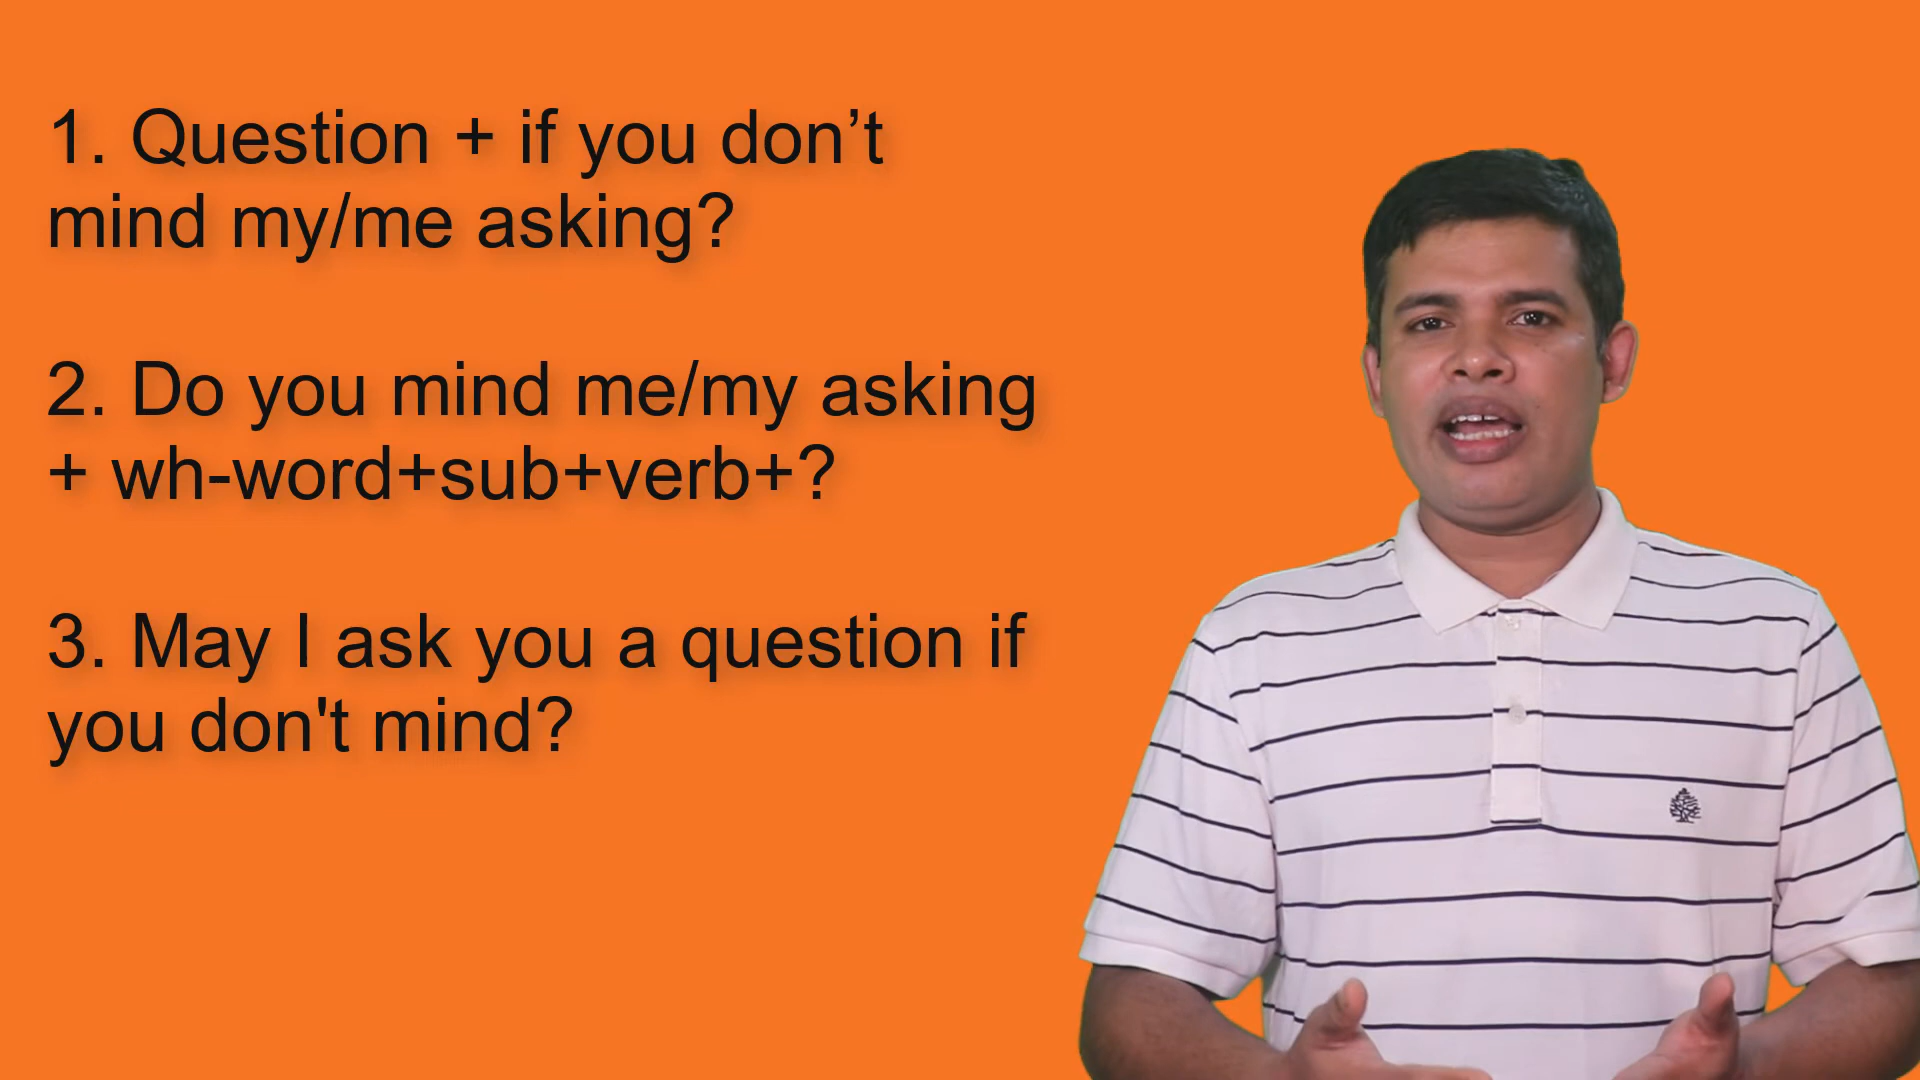 1. Question + if you don’t
mind my/me asking?
2. Do you mind me/my asking
+ wh-word+sub+verb+?
3. May I ask you a question if
you don't mind?